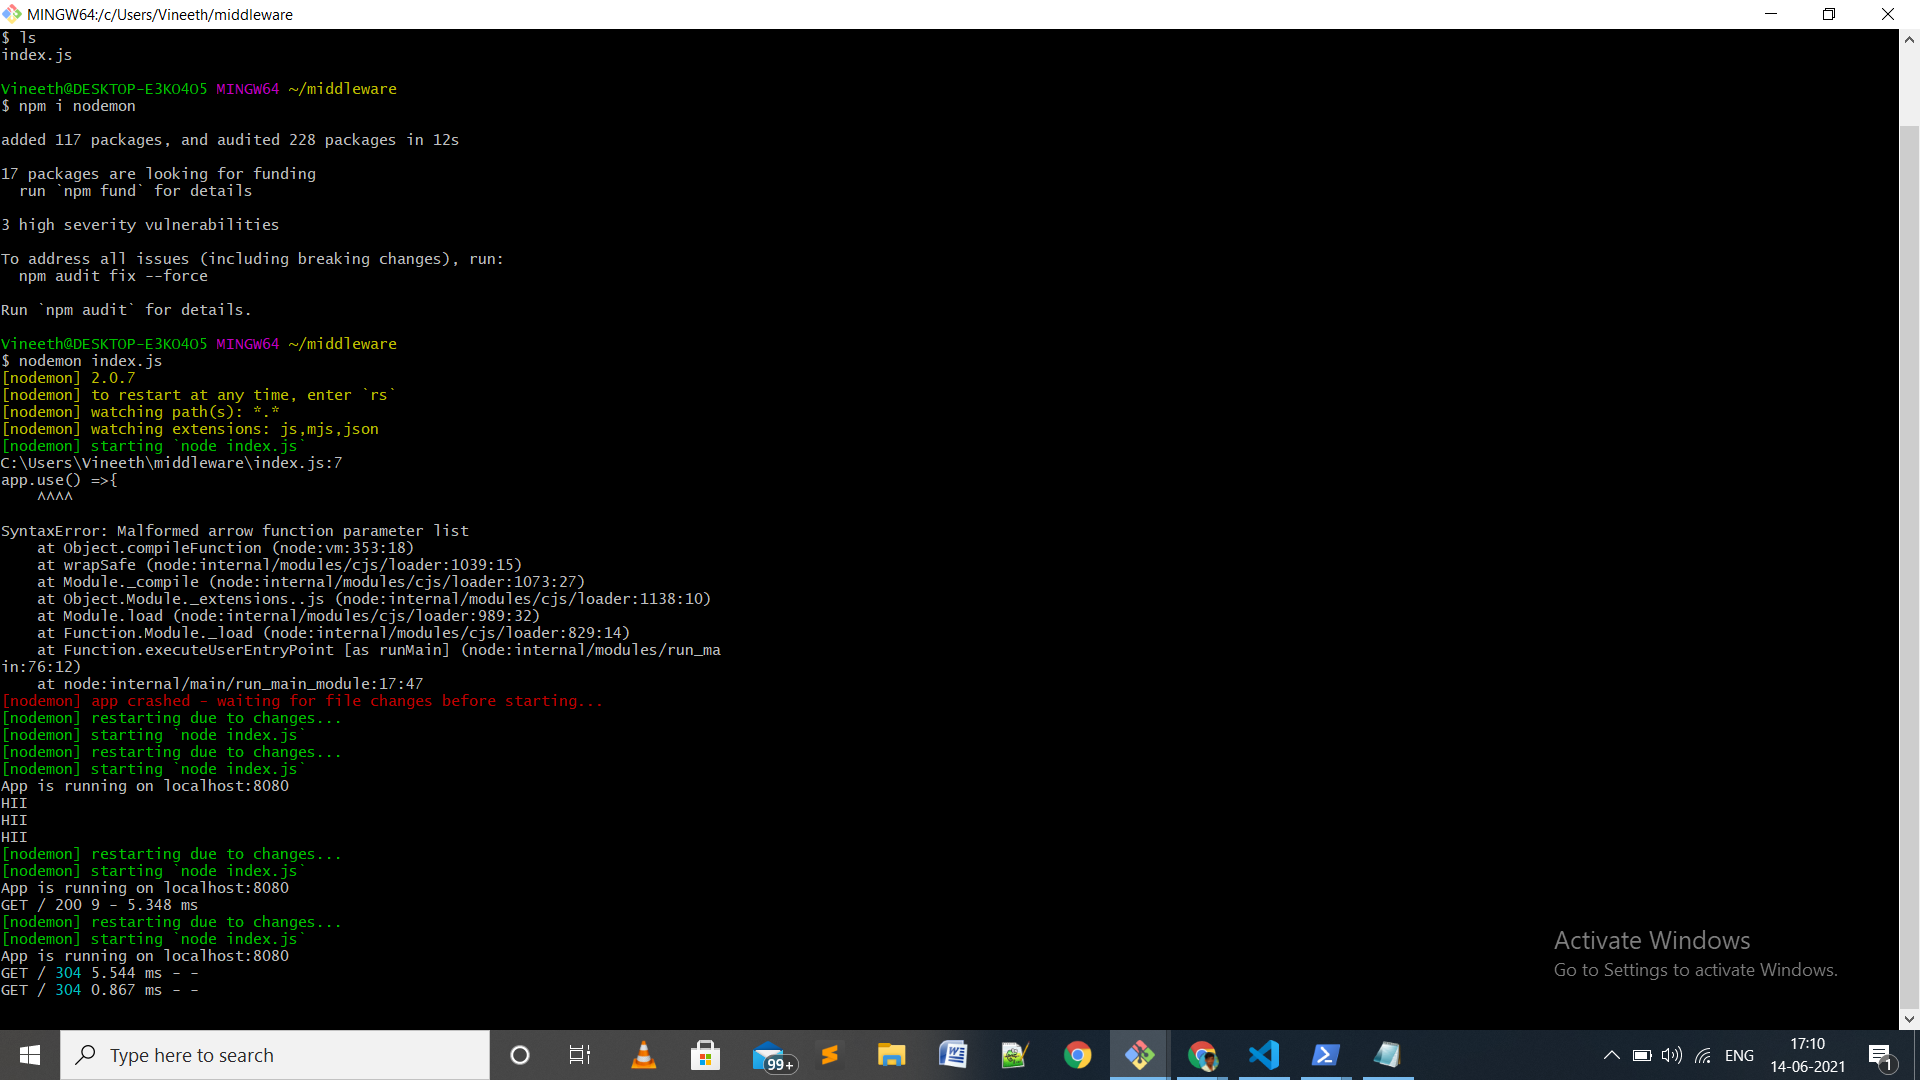 MINGW64:/c/Users/Vineeth/middleware
$ ls
index.js
Vineeth@DESKTOP-E3KO4O5 MINGW64 ~/middleware
$ npm i nodemon
added 117 packages, and audited 228 packages in 12s
17 packages are looking for funding
  run `npm fund` for details
3 high severity vulnerabilities
To address all issues (including breaking changes), run:
  npm audit fix --force
Run `npm audit` for details.
Vineeth@DESKTOP-E3KO4O5 MINGW64 ~/middleware
$ nodemon index.js
[nodemon] 2.0.7
[nodemon] to restart at any time, enter `rs`
[nodemon] watching path(s): *.*
[nodemon] watching extensions: js,mjs,json
[nodemon] starting `node index.js`
C:\Users\Vineeth\middleware\index.js:7
app.use() =>{
    ^^^^
SyntaxError: Malformed arrow function parameter list
    at Object.compileFunction (node:vm:353:18)
    at wrapSafe (node:internal/modules/cjs/loader:1039:15)
    at Module._compile (node:internal/modules/cjs/loader:1073:27)
    at Object.Module._extensions..js (node:internal/modules/cjs/loader:1138:10)
    at Module.load (node:internal/modules/cjs/loader:989:32)
    at Function.Module._load (node:internal/modules/cjs/loader:829:14)
    at Function.executeUserEntryPoint [as runMain] (node:internal/modules/run_ma
in:76:12)
    at node:internal/main/run_main_module:17:47
[nodemon] app crashed - waiting for file changes before starting...
[nodemon] restarting due to changes...
[nodemon] starting `node index.js`
[nodemon] restarting due to changes...
[nodemon] starting `node index.js`
App is running on localhost:8080
HII
HII
HII
[nodemon] restarting due to changes...
[nodemon] starting `node index.js`
App is running on localhost:8080
GET / 200 9 - 5.348 ms
[nodemon] restarting due to changes...
[nodemon] starting `node index.js`
App is running on localhost:8080
GET / 304 5.544 ms - -
GET / 304 0.867 ms - -
Activate Windows
Go to Settings to activate Windows.
Type here to search
99+
ENG
17:10
14-06-2021
1